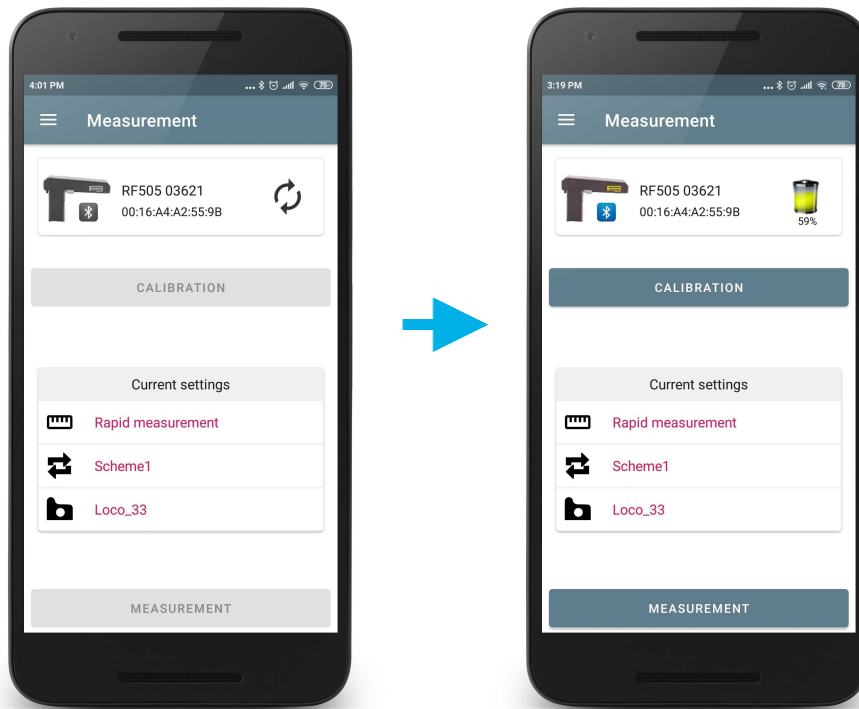 4:01 PM
75
Measurement
RF505 03621
00:16:A4:A2:55:9B
CALIBRATION
Current settings
Rapid measurement
Scheme1
Loco_33
MEASUREMENT
3:19 PM
78
Measurement
RF505 03621
00:16:A4:A2:55:9B
59%
CALIBRATION
Current settings
Rapid measurement
Scheme1
Loco_33
MEASUREMENT